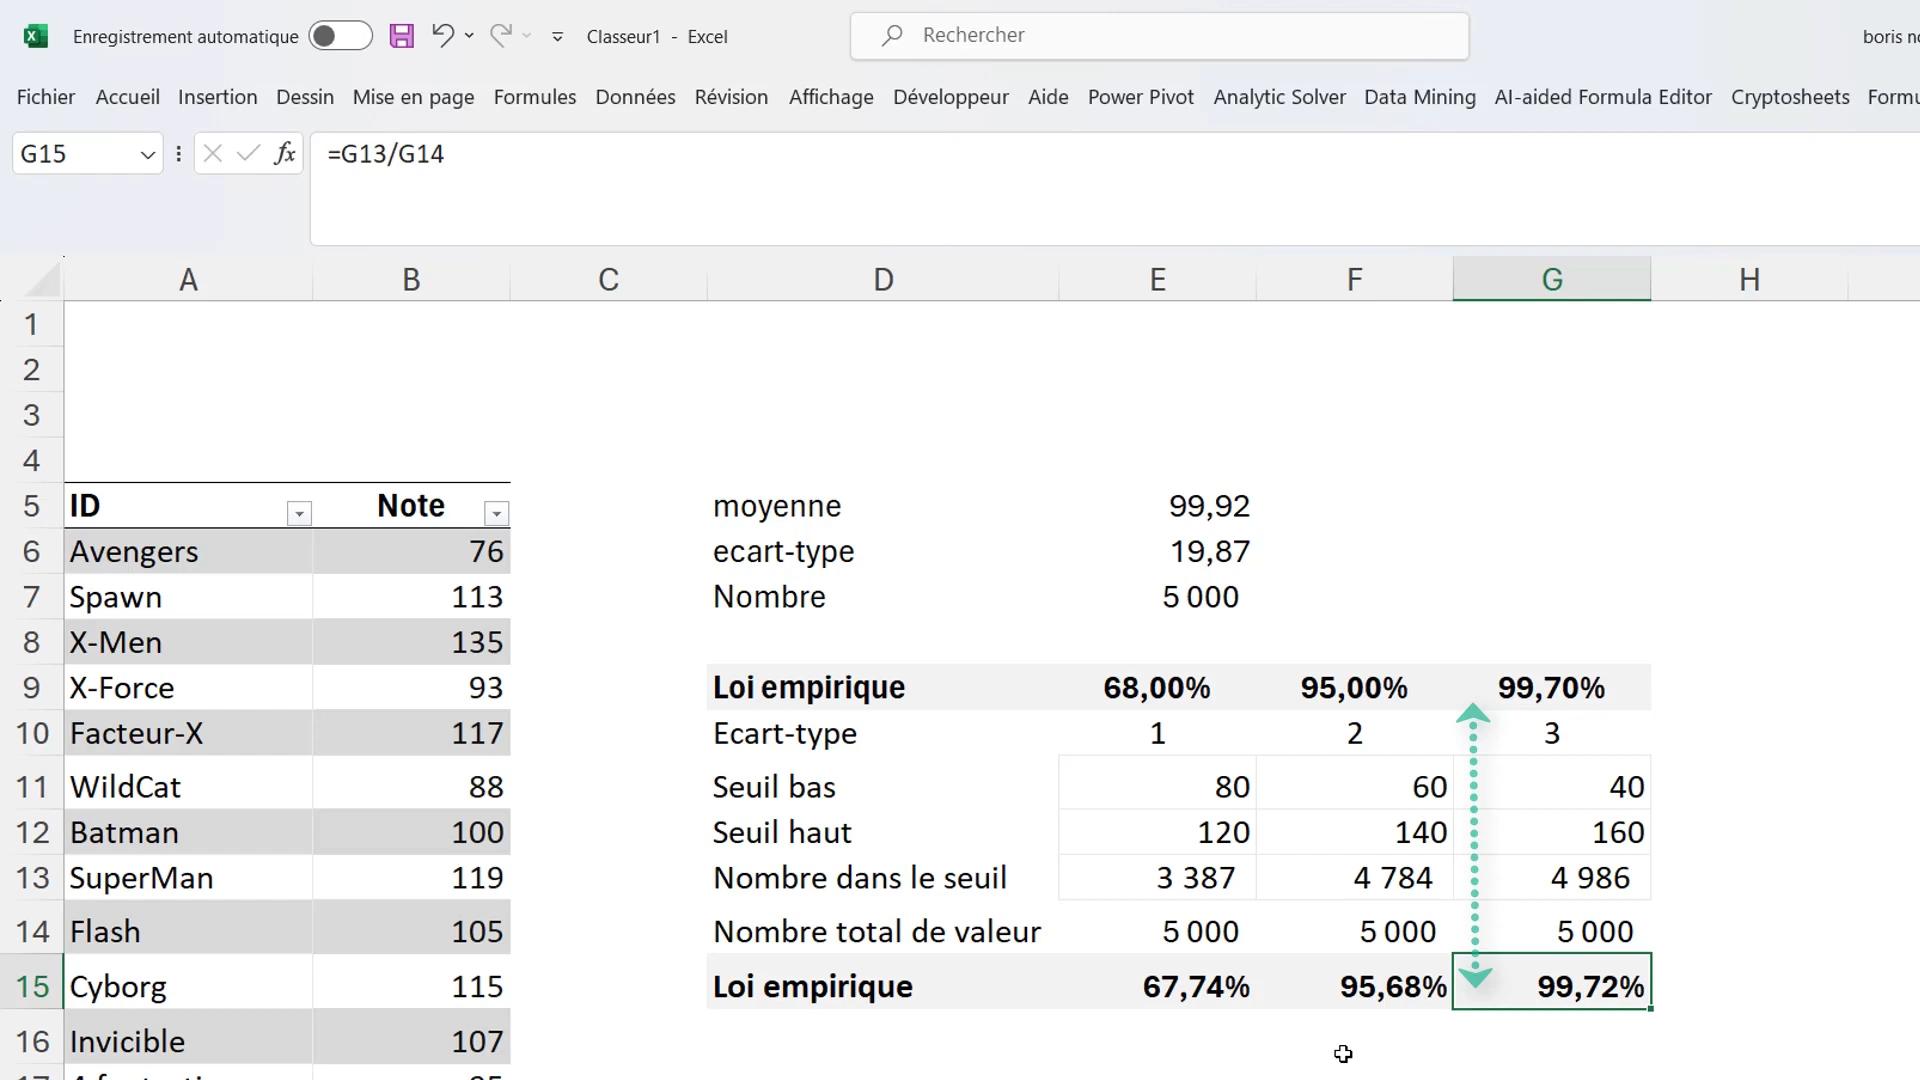 Enregistrement automatique
Classeur1 - Excel
Rechercher
boris
Fichier Accueil Insertion Dessin Mise en page Formules Données Révision Affichage Développeur Aide Power Pivot Analytic Solver Data Mining AI-aided Formula Editor Cryptosheets Formu
G15 fx =G13/G14
A B C D E F G H
1
2
3
4
5 ID Note moyenne 99,92
6 Avengers 76 ecart-type 19,87
7 Spawn 113 Nombre 5 000
8 X-Men 135
9 X-Force 93 Loi empirique 68,00% 95,00% 99,70%
10 Facteur-X 117 Ecart-type 1 2 3
11 WildCat 88 Seuil bas 80 60 40
12 Batman 100 Seuil haut 120 140 160
13 SuperMan 119 Nombre dans le seuil 3 387 4 784 4 986
14 Flash 105 Nombre total de valeur 5 000 5 000 5 000
15 Cyborg 115 Loi empirique 67,74% 95,68% 99,72%
16 Invicible 107